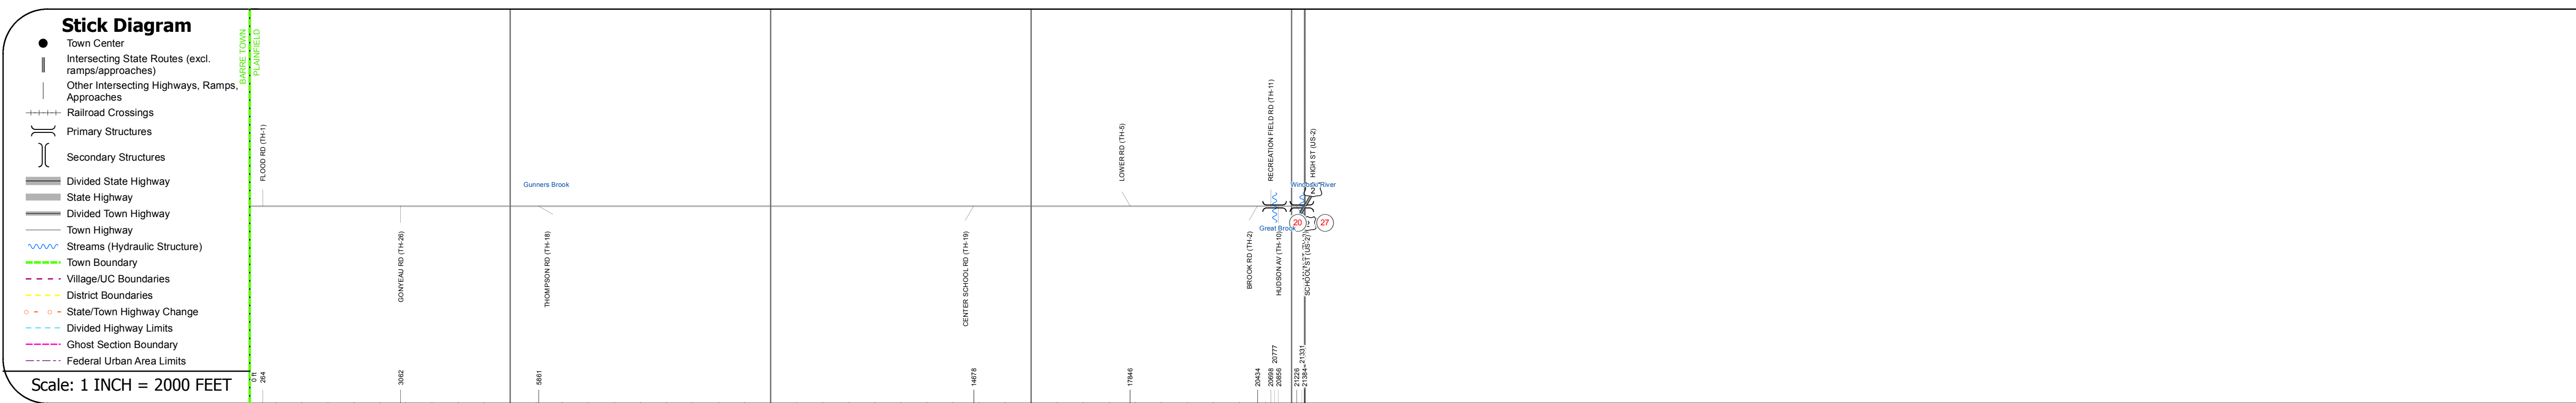 Stick Diagram
Town Center
Intersecting State Routes (excl.
ramps/approaches)
Other Intersecting Highways, Ramps,
Approaches
Railroad Crossings
Primary Structures
Secondary Structures
Divided State Highway
State Highway
Divided Town Highway
Town Highway
Streams (Hydraulic Structure)
Town Boundary
Village/UC Boundaries
District Boundaries
State/Town Highway Change
Divided Highway Limits
Ghost Section Boundary
Federal Urban Area Limits
Scale: 1 INCH = 2000 FEET
BARRE TOWN
PLAINFIELD
FLOOD RD (TH-1)
GONYEAU RD (TH-26)
Gunners Brook
THOMPSON RD (TH-18)
CENTER SCHOOL RD (TH-19)
LOWER RD (TH-5)
BROOK RD (TH-2)
RECREATION FIELD RD (TH-11)
Great Brook
HUDSON AV (TH-10)
Winooski River
HIGH ST (US-2)
2
20
27
SCHOOL ST (US-2)
0 ft
264
3062
5861
14678
17846
20434
20698
20777
20856
21226
21331
21384